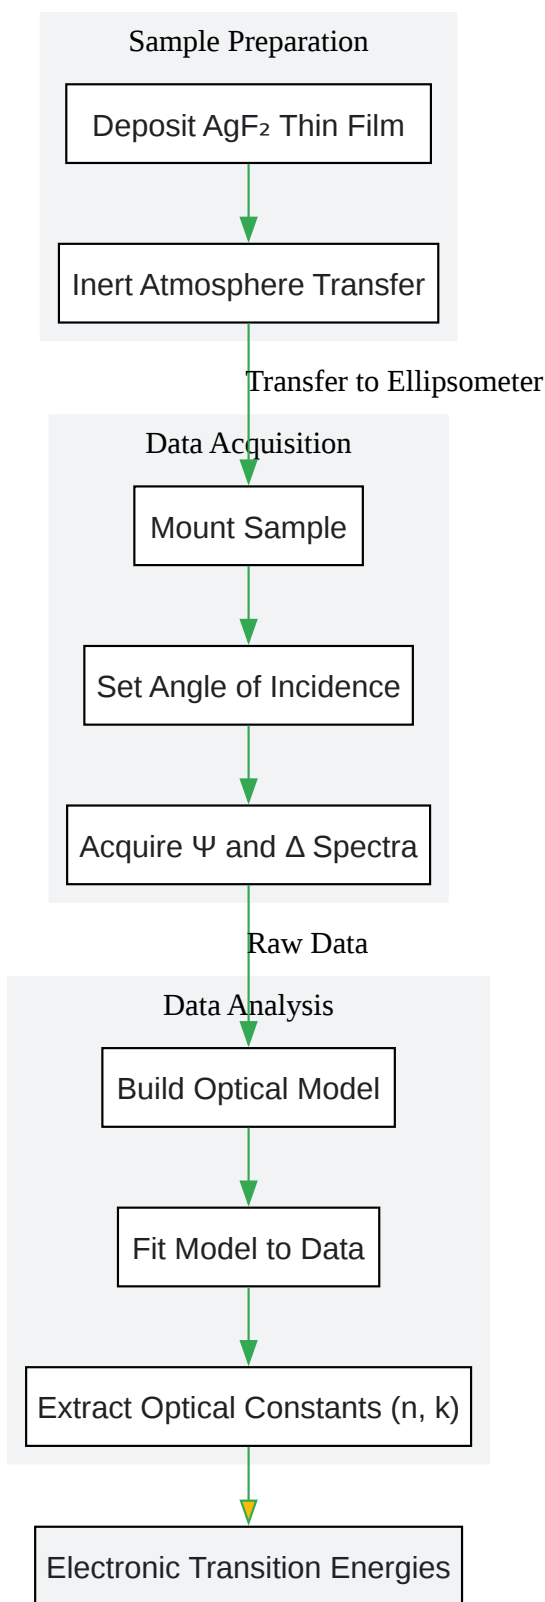 Sample Preparation
Deposit AgF₂ Thin Film
Inert Atmosphere Transfer
Transfer to Ellipsometer
Data Acquisition
Mount Sample
Set Angle of Incidence
Acquire Ψ and Δ Spectra
Raw Data
Data Analysis
Build Optical Model
Fit Model to Data
Extract Optical Constants (n, k)
Electronic Transition Energies